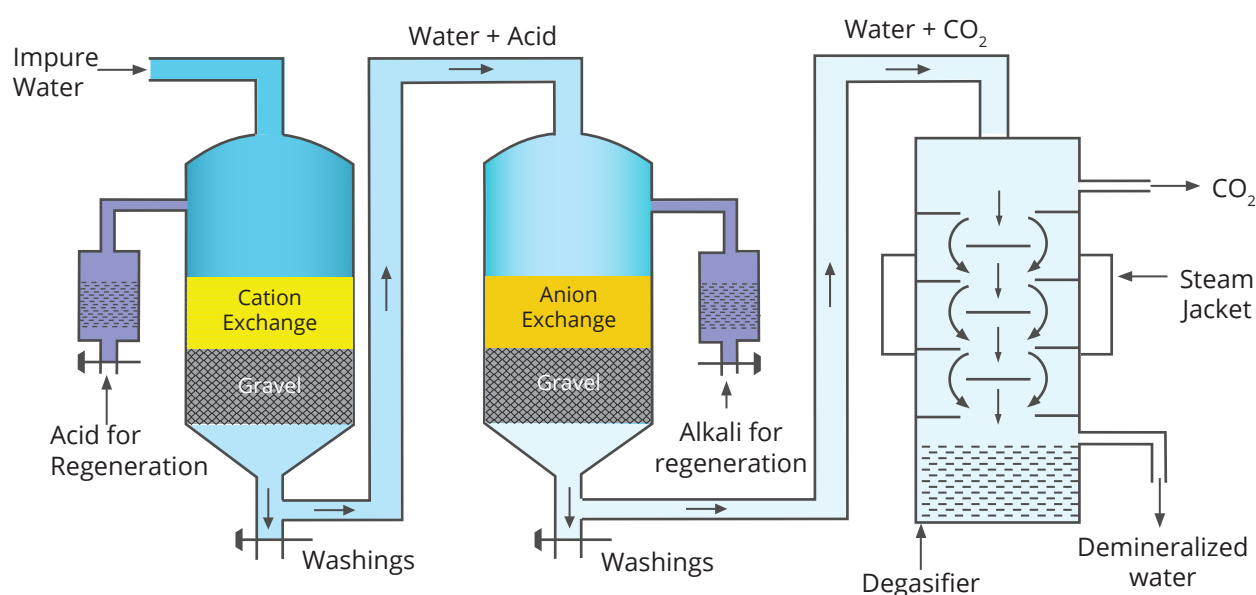 Impure
Water
Water + Acid
Water + CO₂
CO₂
Steam
Jacket
Cation
Exchange
Gravel
Anion
Exchange
Gravel
Acid for
Regeneration
Alkali for
regeneration
Washings
Washings
Degasifier
Demineralized
water